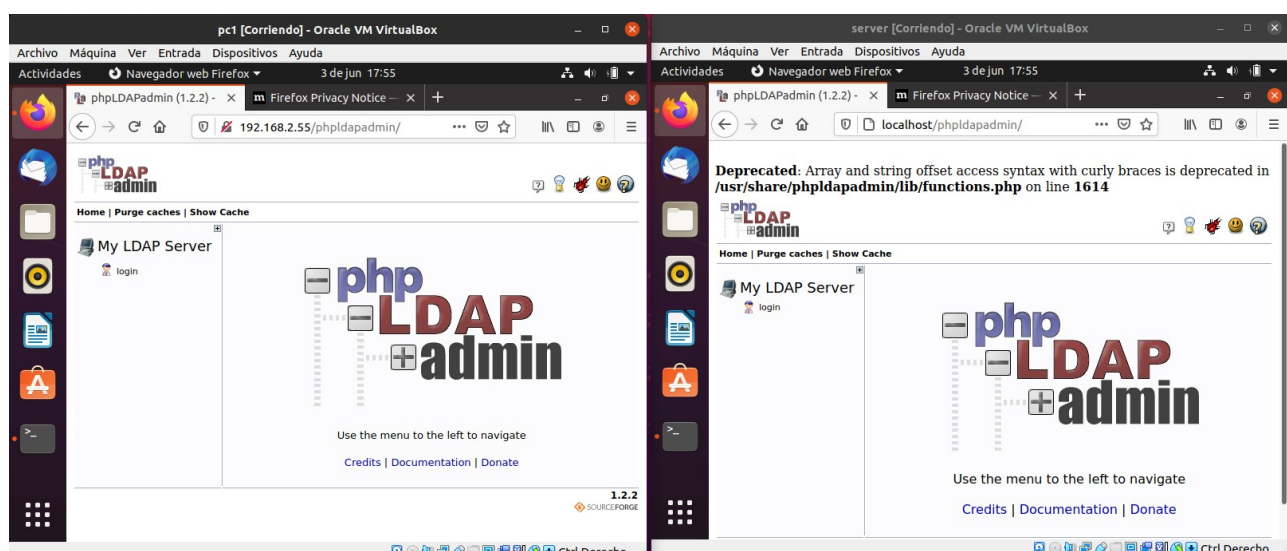 pc1 [Corriendo] - Oracle VM VirtualBox
Archivo Máquina Ver Entrada Dispositivos Ayuda
Actividades Navegador web Firefox 3 de jun 17:55
phpLDAPadmin (1.2.2) - Firefox Privacy Notice —
192.168.2.55/phpldapadmin/
php
LDAP
admin
Home | Purge caches | Show Cache
My LDAP Server
login
php
LDAP
admin
Use the menu to the left to navigate
Credits | Documentation | Donate
1.2.2
SOURCEFORGE
Ctrl Derecho
server [Corriendo] - Oracle VM VirtualBox
Archivo Máquina Ver Entrada Dispositivos Ayuda
Actividades Navegador web Firefox 3 de jun 17:55
phpLDAPadmin (1.2.2) - Firefox Privacy Notice —
localhost/phpldapadmin/
Deprecated: Array and string offset access syntax with curly braces is deprecated in
/usr/share/phpldapadmin/lib/functions.php on line 1614
php
LDAP
admin
Home | Purge caches | Show Cache
My LDAP Server
login
php
LDAP
admin
Use the menu to the left to navigate
Credits | Documentation | Donate
Ctrl Derecho